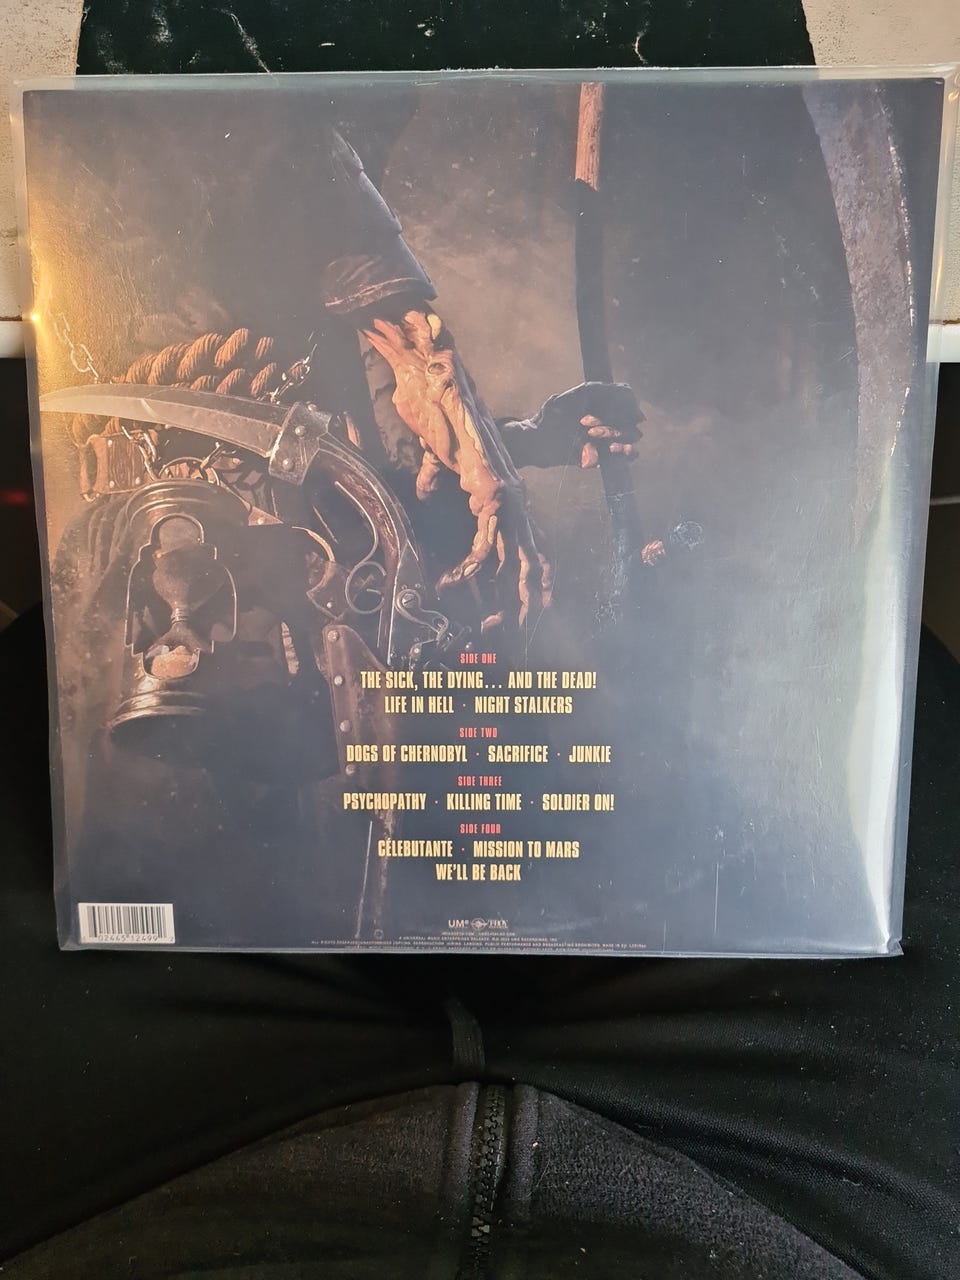 SIDE ONE
THE SICK, THE DYING... AND THE DEAD!
LIFE IN HELL · NIGHT STALKERS
SIDE TWO
DOGS OF CHERNOBYL · SACRIFICE · JUNKIE
SIDE THREE
PSYCHOPATHY · KILLING TIME · SOLDIER ON!
SIDE FOUR
CÉLEBUTANTE · MISSION TO MARS
WE'LL BE BACK
UMe